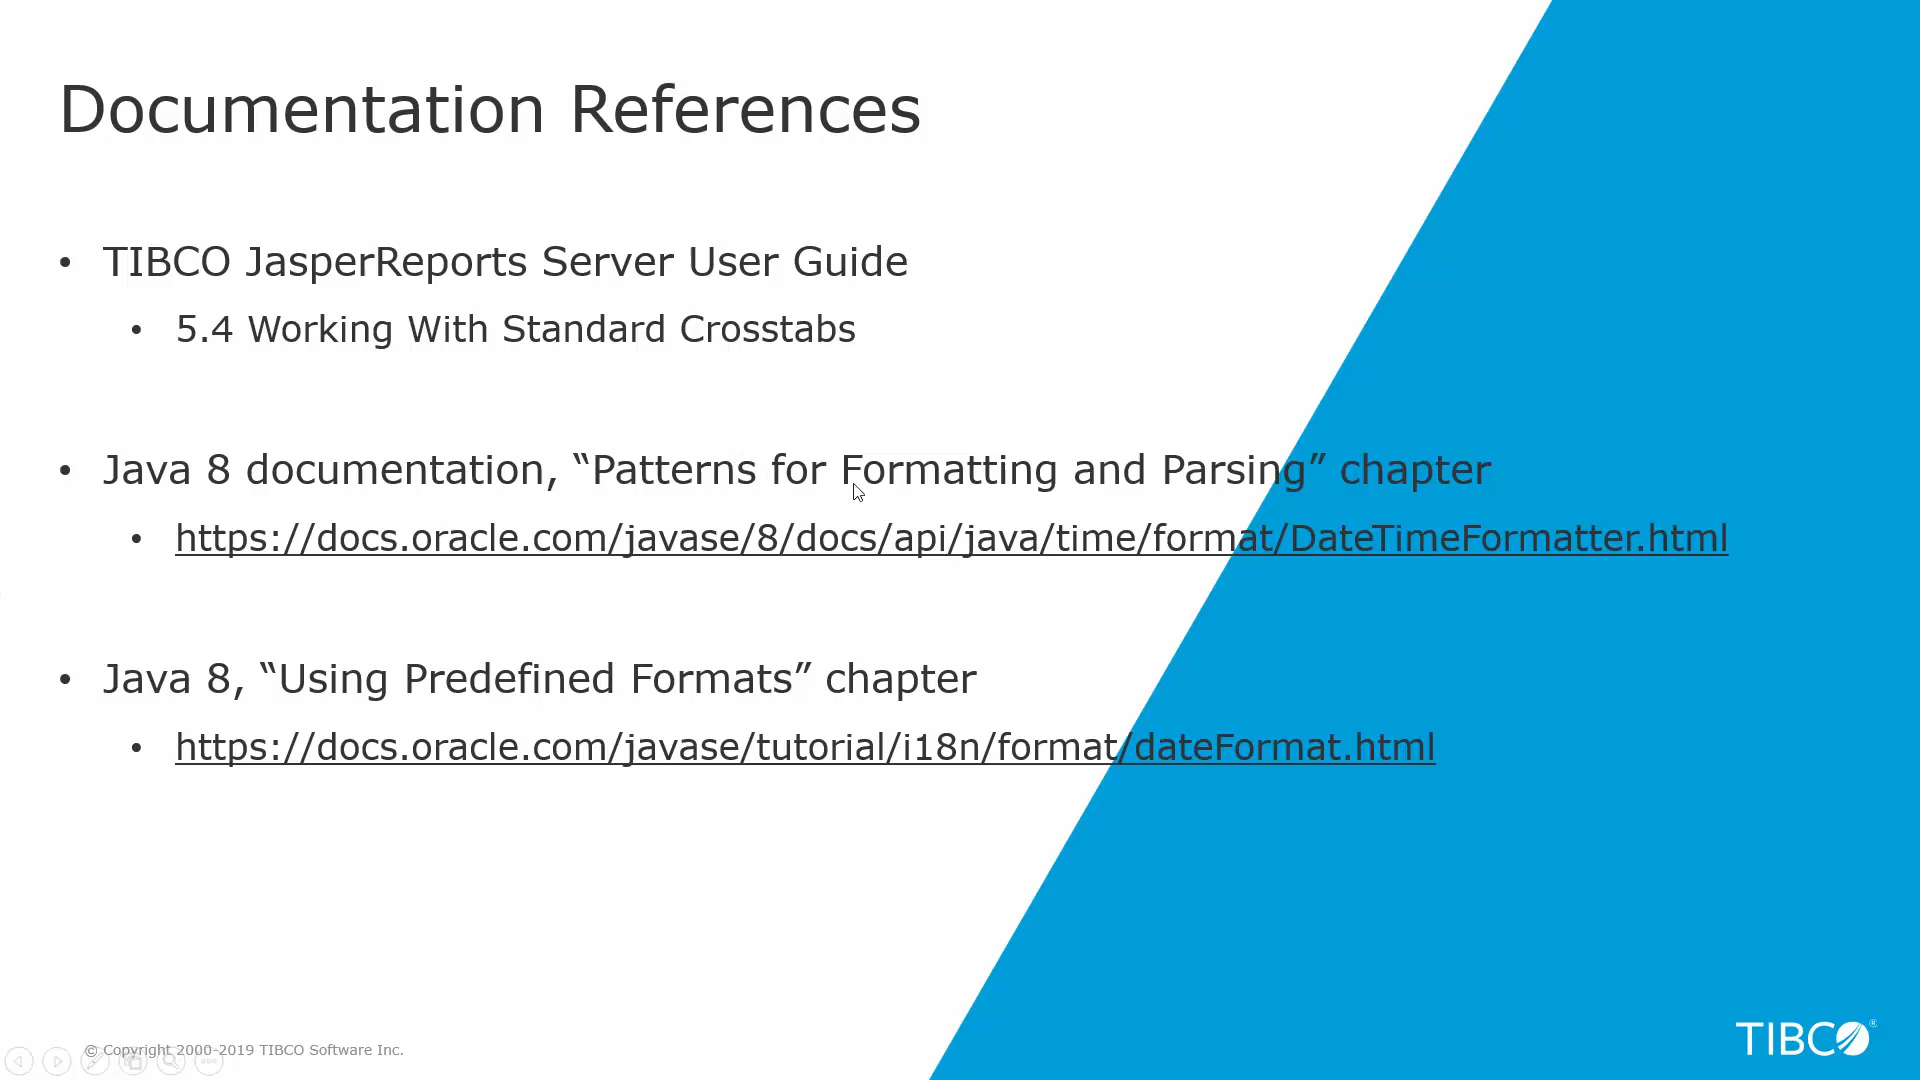 Documentation References
• TIBCO JasperReports Server User Guide
• 5.4 Working With Standard Crosstabs
• Java 8 documentation, “Patterns for Formatting and Parsing” chapter
• https://docs.oracle.com/javase/8/docs/api/java/time/format/DateTimeFormatter.html
• Java 8, “Using Predefined Formats” chapter
• https://docs.oracle.com/javase/tutorial/i18n/format/dateFormat.html
© Copyright 2000-2019 TIBCO Software Inc.
TIBCO®